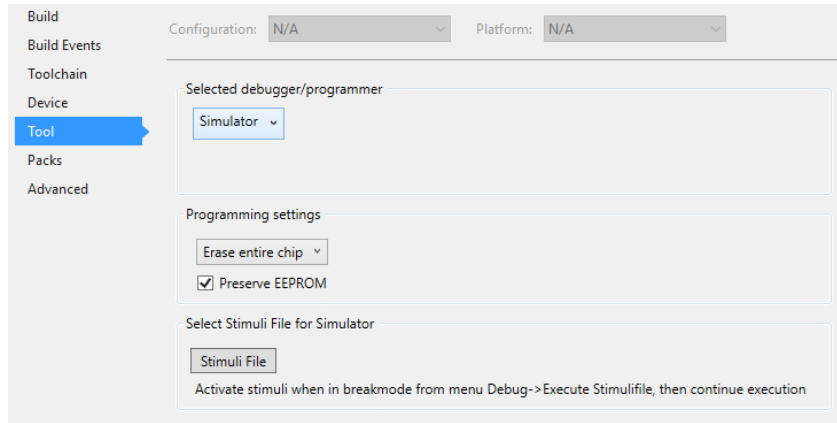 Build
Build Events
Toolchain
Device
Tool
Packs
Advanced
Configuration: N/A Platform: N/A
Selected debugger/programmer
Simulator
Programming settings
Erase entire chip
Preserve EEPROM
Select Stimuli File for Simulator
Stimuli File
Activate stimuli when in breakmode from menu Debug->Execute Stimulifile, then continue execution